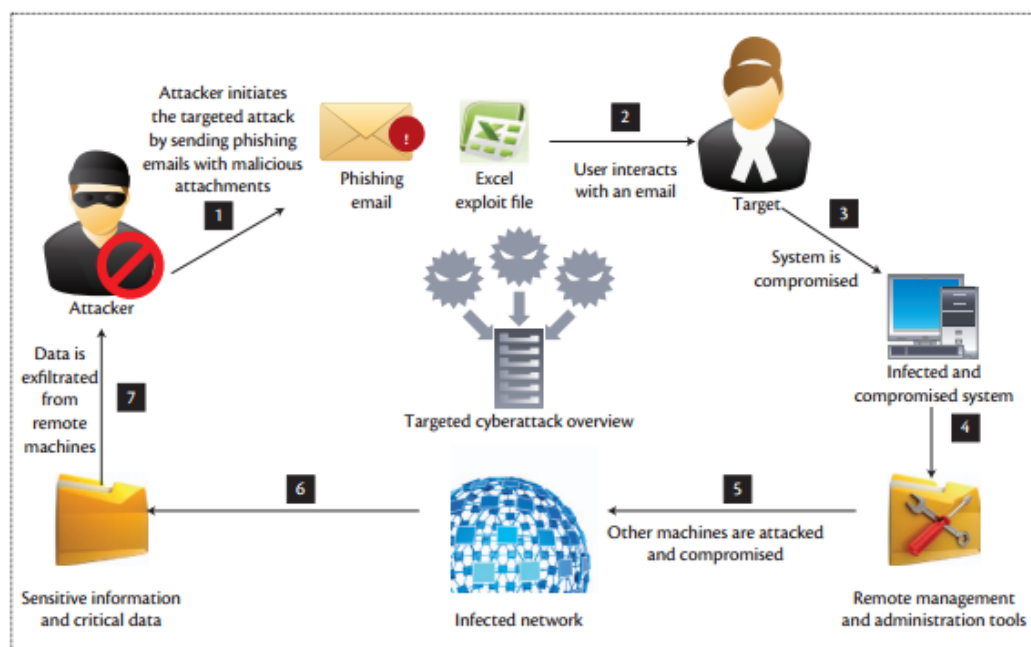 Attacker initiates
the targeted attack
by sending phishing
emails with malicious
attachments
1
Attacker
!
Phishing
email
Excel
exploit file
2
User interacts
with an email
Target
3
System is
compromised
Infected and
compromised system
4
Targeted cyberattack overview
Data is
exfiltrated
from
remote
machines
7
6
5
Other machines are attacked
and compromised
Sensitive information
and critical data
Infected network
Remote management
and administration tools